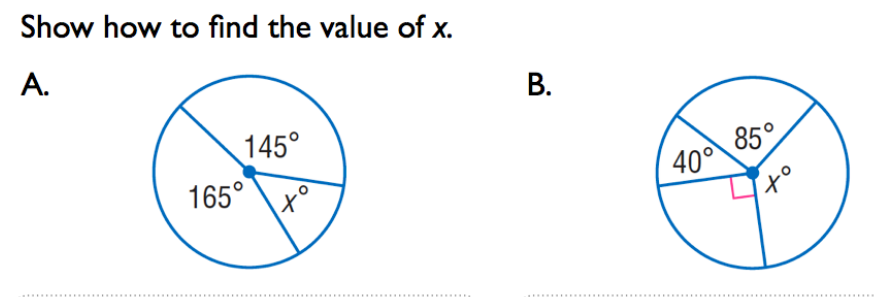 Show how to find the value of x.
A.
145°
165°
x°
B.
85°
40°
x°